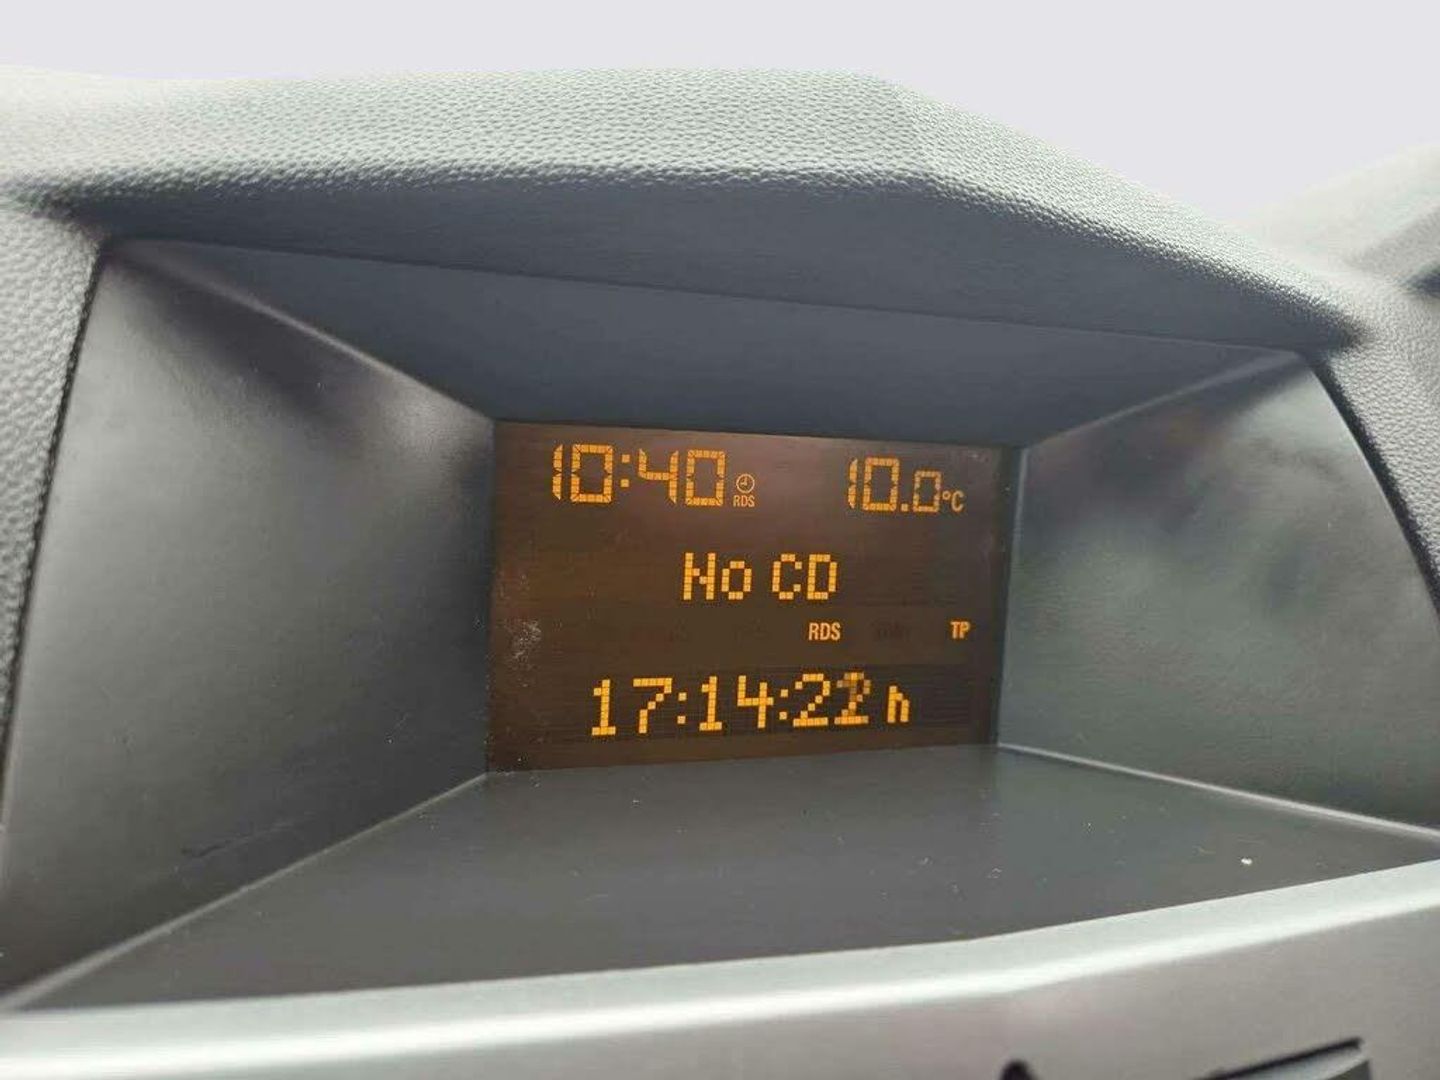 10:40 RDS 10.0°C
No CD
RDS TP
17:14:22 h